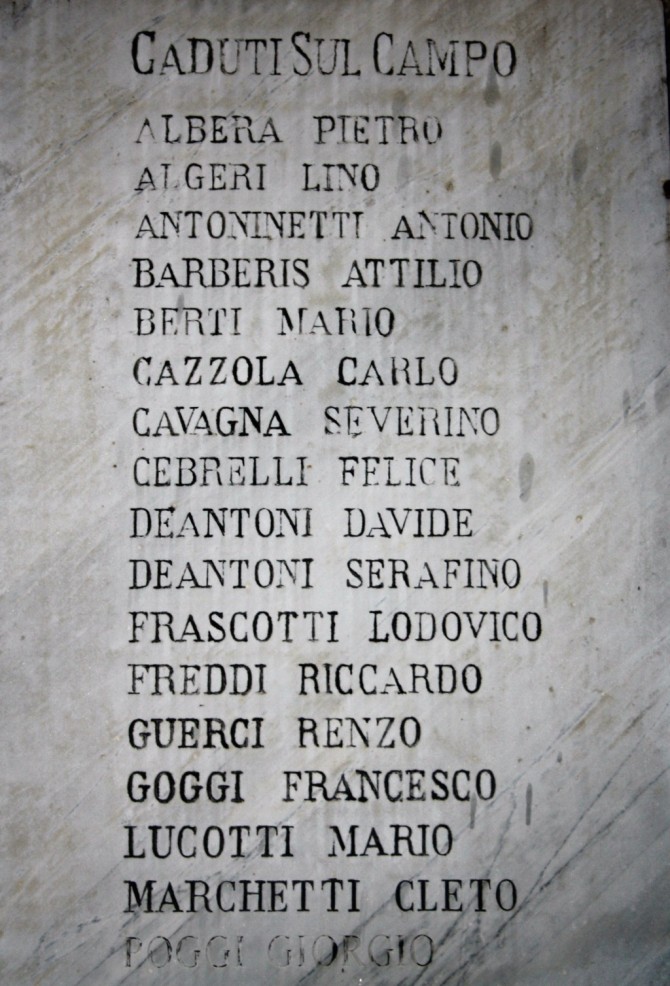 CADUTI SUL CAMPO
ALBERA PIETRO
ALGERI LINO
ANTONINETTI ANTONIO
BARBERIS ATTILIO
BERTI MARIO
CAZZOLA CARLO
CAVAGNA SEVERINO
CEBRELLI FELICE
DEANTONI DAVIDE
DEANTONI SERAFINO
FRASCOTTI LODOVICO
FREDDI RICCARDO
GUERCI RENZO
GOGGI FRANCESCO
LUCOTTI MARIO
MARCHETTI CLETO
POGGI GIORGIO